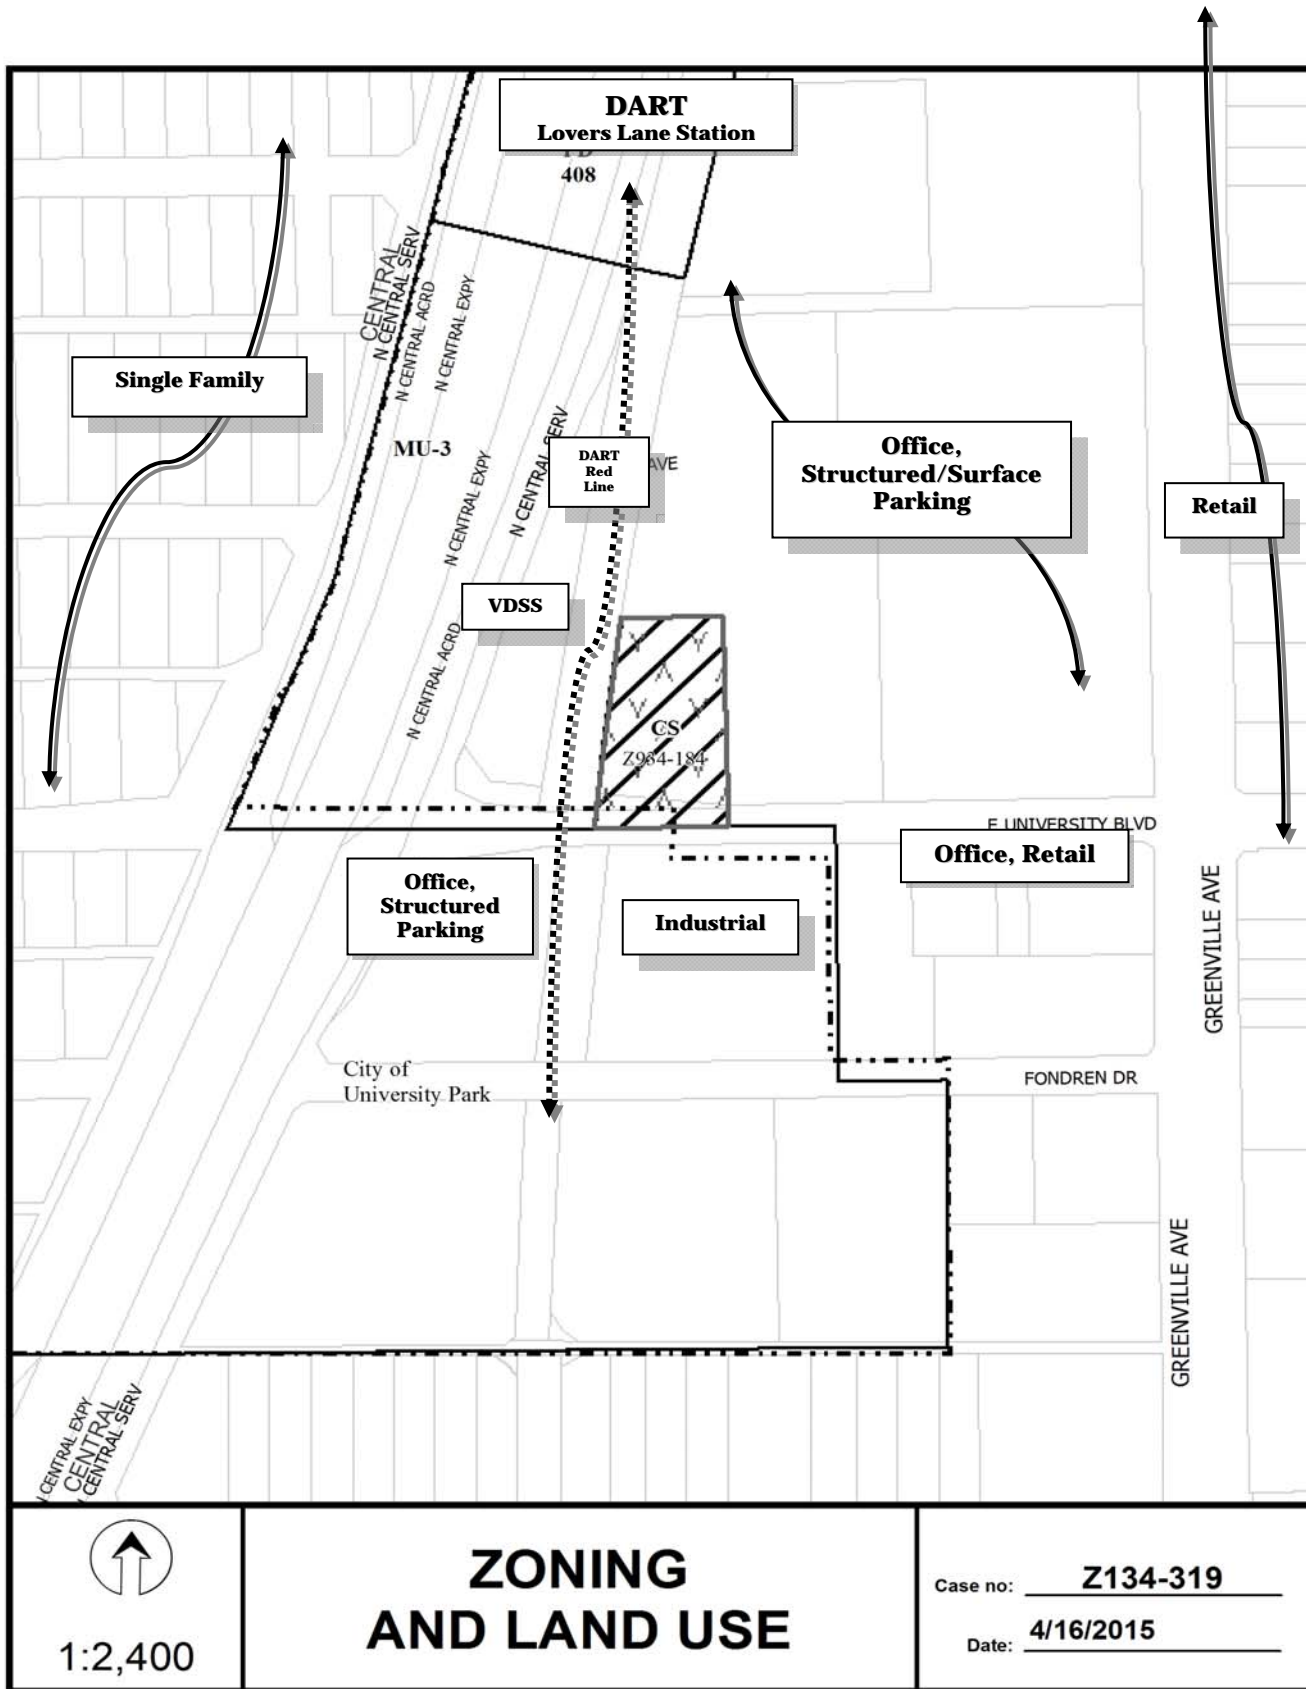 DART
Lovers Lane Station
PD
408
CENTRAL
N CENTRAL SERV
N CENTRAL ACRD
N CENTRAL EXPY
Single Family
MU-3
N CENTRAL EXPY
N CENTRAL SERV
DART
Red
Line
AVE
Office,
Structured/Surface
Parking
Retail
VDSS
N CENTRAL ACRD
CS
Z934-184
E UNIVERSITY BLVD
Office, Retail
Office,
Structured
Parking
Industrial
GREENVILLE AVE
City of
University Park
FONDREN DR
GREENVILLE AVE
N CENTRAL EXPY
CENTRAL
N CENTRAL SERV
1:2,400
ZONING
AND LAND USE
Case no: Z134-319
Date: 4/16/2015